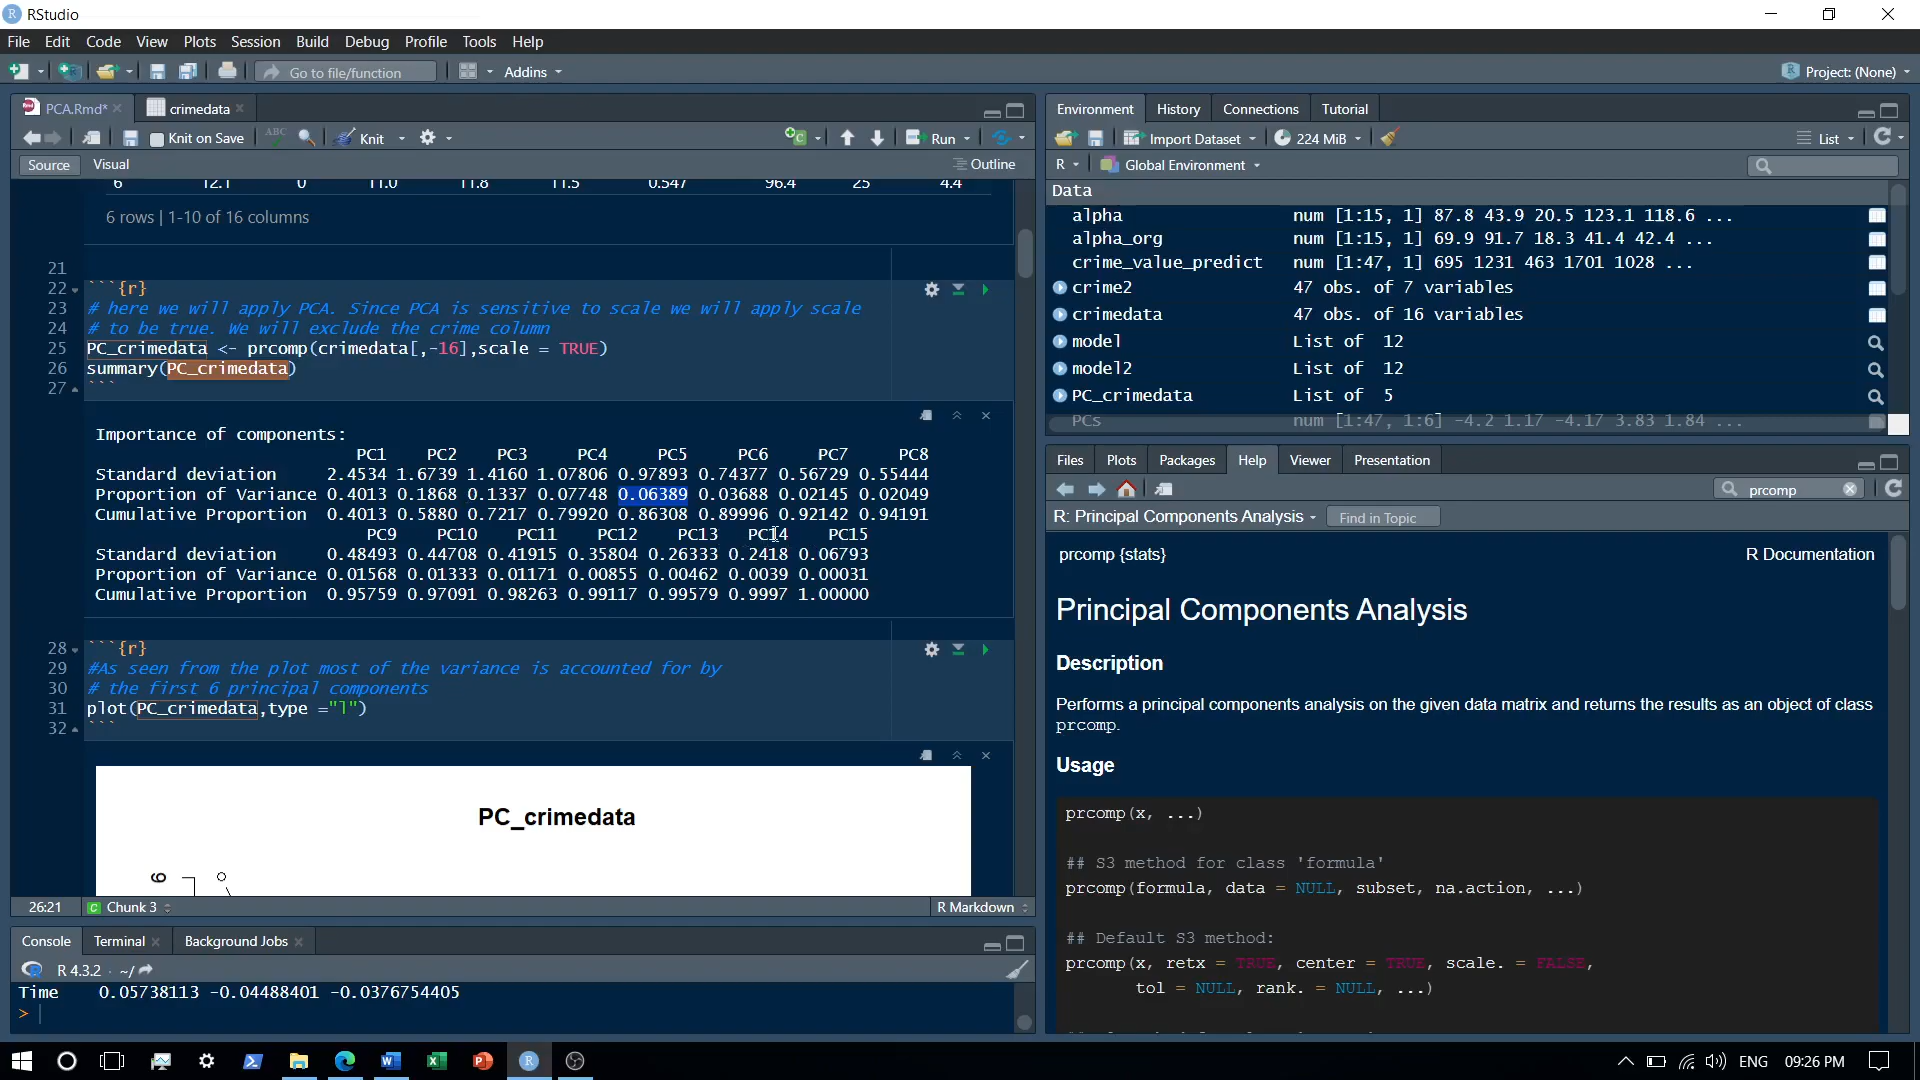 RStudio
File Edit Code View Plots Session Build Debug Profile Tools Help
Go to file/function Addins Project: (None)
PCA.Rmd* crimedata
Knit on Save ABC Knit Run
Source Visual Outline
6 12.1 0 11.0 11.8 11.5 0.547 96.4 25 4.4
6 rows | 1-10 of 16 columns
21
22 ```{r}
23 # here we will apply PCA. Since PCA is sensitive to scale we will apply scale
24 # to be true. We will exclude the crime column
25 PC_crimedata <- prcomp(crimedata[,-16],scale = TRUE)
26 summary(PC_crimedata)
27 ```
Importance of components:
PC1 PC2 PC3 PC4 PC5 PC6 PC7 PC8
Standard deviation 2.4534 1.6739 1.4160 1.07806 0.97893 0.74377 0.56729 0.55444
Proportion of Variance 0.4013 0.1868 0.1337 0.07748 0.06389 0.03688 0.02145 0.02049
Cumulative Proportion 0.4013 0.5880 0.7217 0.79920 0.86308 0.89996 0.92142 0.94191
PC9 PC10 PC11 PC12 PC13 PC14 PC15
Standard deviation 0.48493 0.44708 0.41915 0.35804 0.26333 0.2418 0.06793
Proportion of Variance 0.01568 0.01333 0.01171 0.00855 0.00462 0.0039 0.00031
Cumulative Proportion 0.95759 0.97091 0.98263 0.99117 0.99579 0.9997 1.00000
28 ```{r}
29 #As seen from the plot most of the variance is accounted for by
30 # the first 6 principal components
31 plot(PC_crimedata,type ="l")
32 ```
PC_crimedata
6
26:21 Chunk 3 R Markdown
Console Terminal Background Jobs
R 4.3.2 · ~/
Time 0.05738113 -0.04488401 -0.0376754405
>
Environment History Connections Tutorial
Import Dataset 224 MiB List
R Global Environment
Data
alpha num [1:15, 1] 87.8 43.9 20.5 123.1 118.6 ...
alpha_org num [1:15, 1] 69.9 91.7 18.3 41.4 42.4 ...
crime_value_predict num [1:47, 1] 695 1231 463 1701 1028 ...
crime2 47 obs. of 7 variables
crimedata 47 obs. of 16 variables
model List of 12
model2 List of 12
PC_crimedata List of 5
PCs num [1:47, 1:6] -4.2 1.17 -4.17 3.83 1.84 ...
Files Plots Packages Help Viewer Presentation
prcomp
R: Principal Components Analysis Find in Topic
prcomp {stats} R Documentation
Principal Components Analysis
Description
Performs a principal components analysis on the given data matrix and returns the results as an object of class
prcomp.
Usage
prcomp(x, ...)
## S3 method for class 'formula'
prcomp(formula, data = NULL, subset, na.action, ...)
## Default S3 method:
prcomp(x, retx = TRUE, center = TRUE, scale. = FALSE,
tol = NULL, rank. = NULL, ...)
ENG 09:26 PM